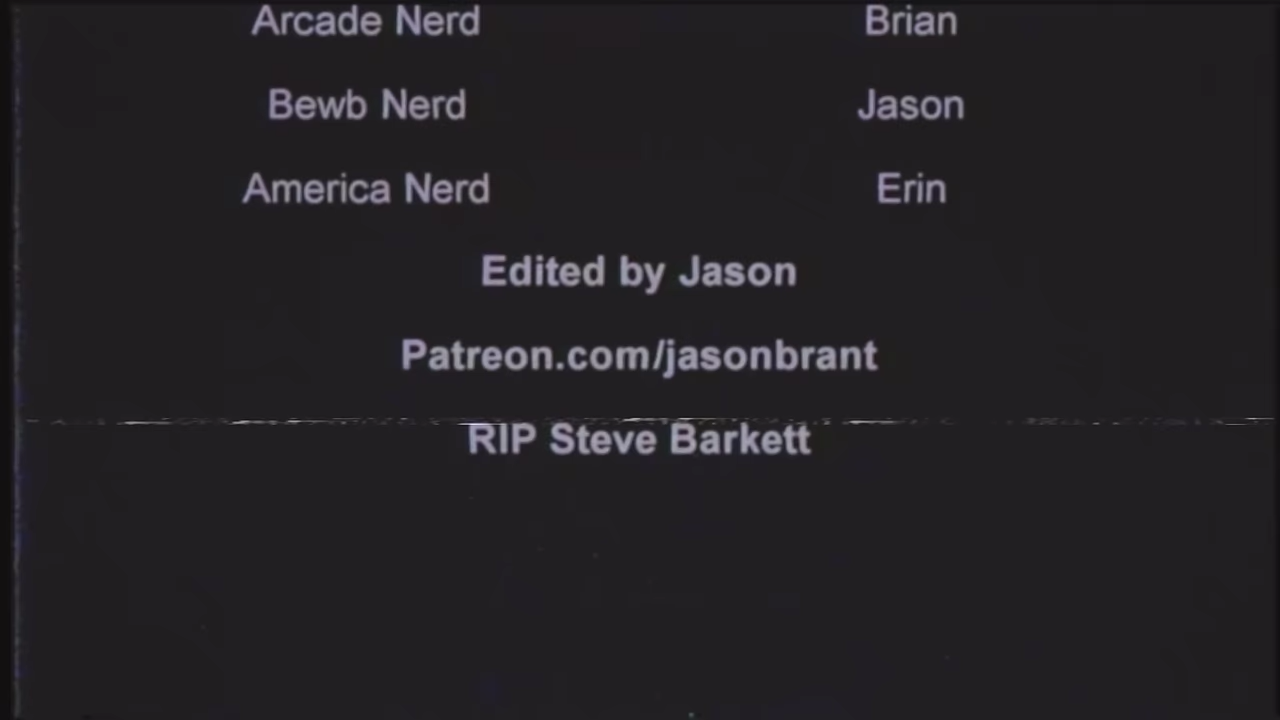 Arcade Nerd Brian
Bewb Nerd Jason
America Nerd Erin
Edited by Jason
Patreon.com/jasonbrant
RIP Steve Barkett